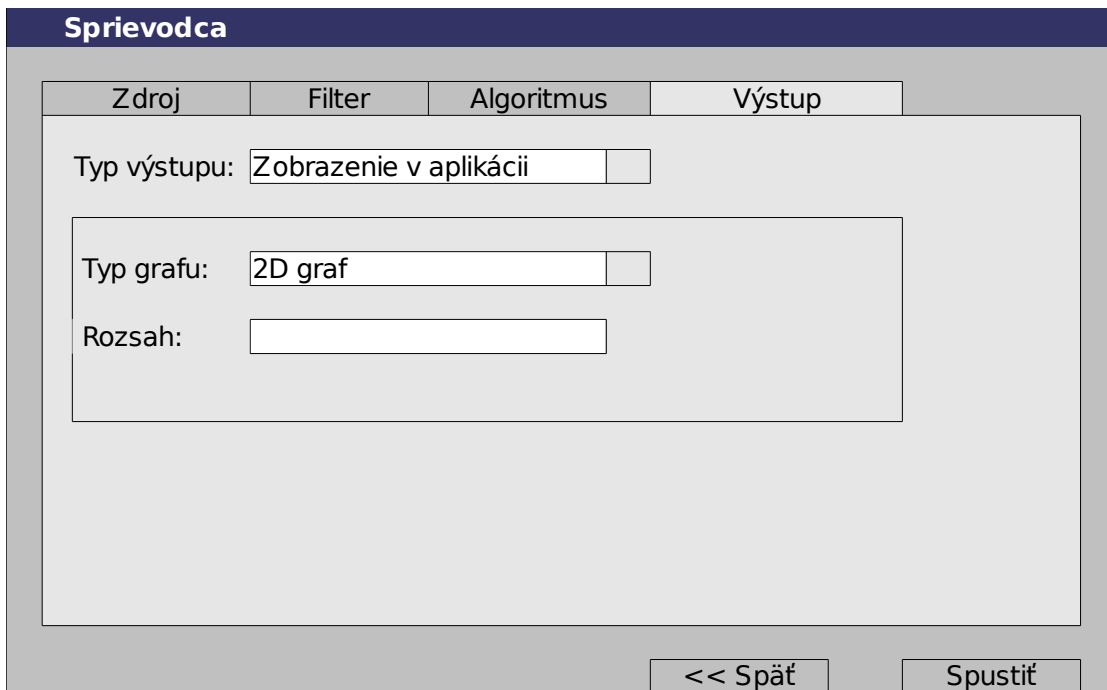 Sprievodca
Zdroj Filter Algoritmus Výstup
Typ výstupu: Zobrazenie v aplikácii
Typ grafu: 2D graf
Rozsah:
<< Späť Spustiť